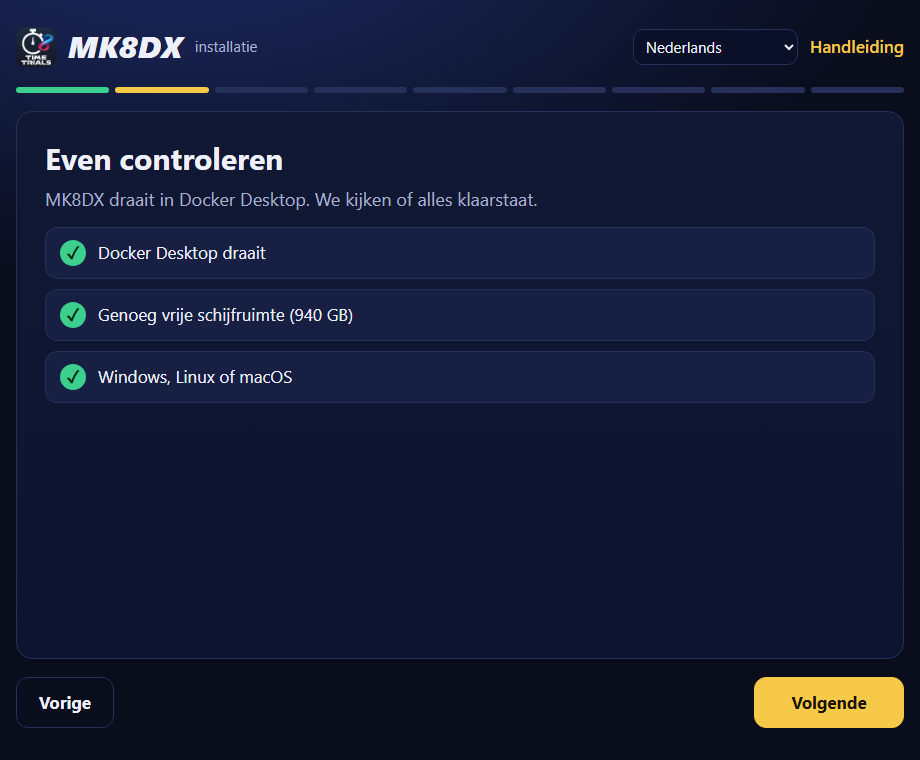 TIME
TRIALS
MK8DX installatie
Nederlands
Handleiding
Even controleren
MK8DX draait in Docker Desktop. We kijken of alles klaarstaat.
Docker Desktop draait
Genoeg vrije schijfruimte (940 GB)
Windows, Linux of macOS
Vorige
Volgende